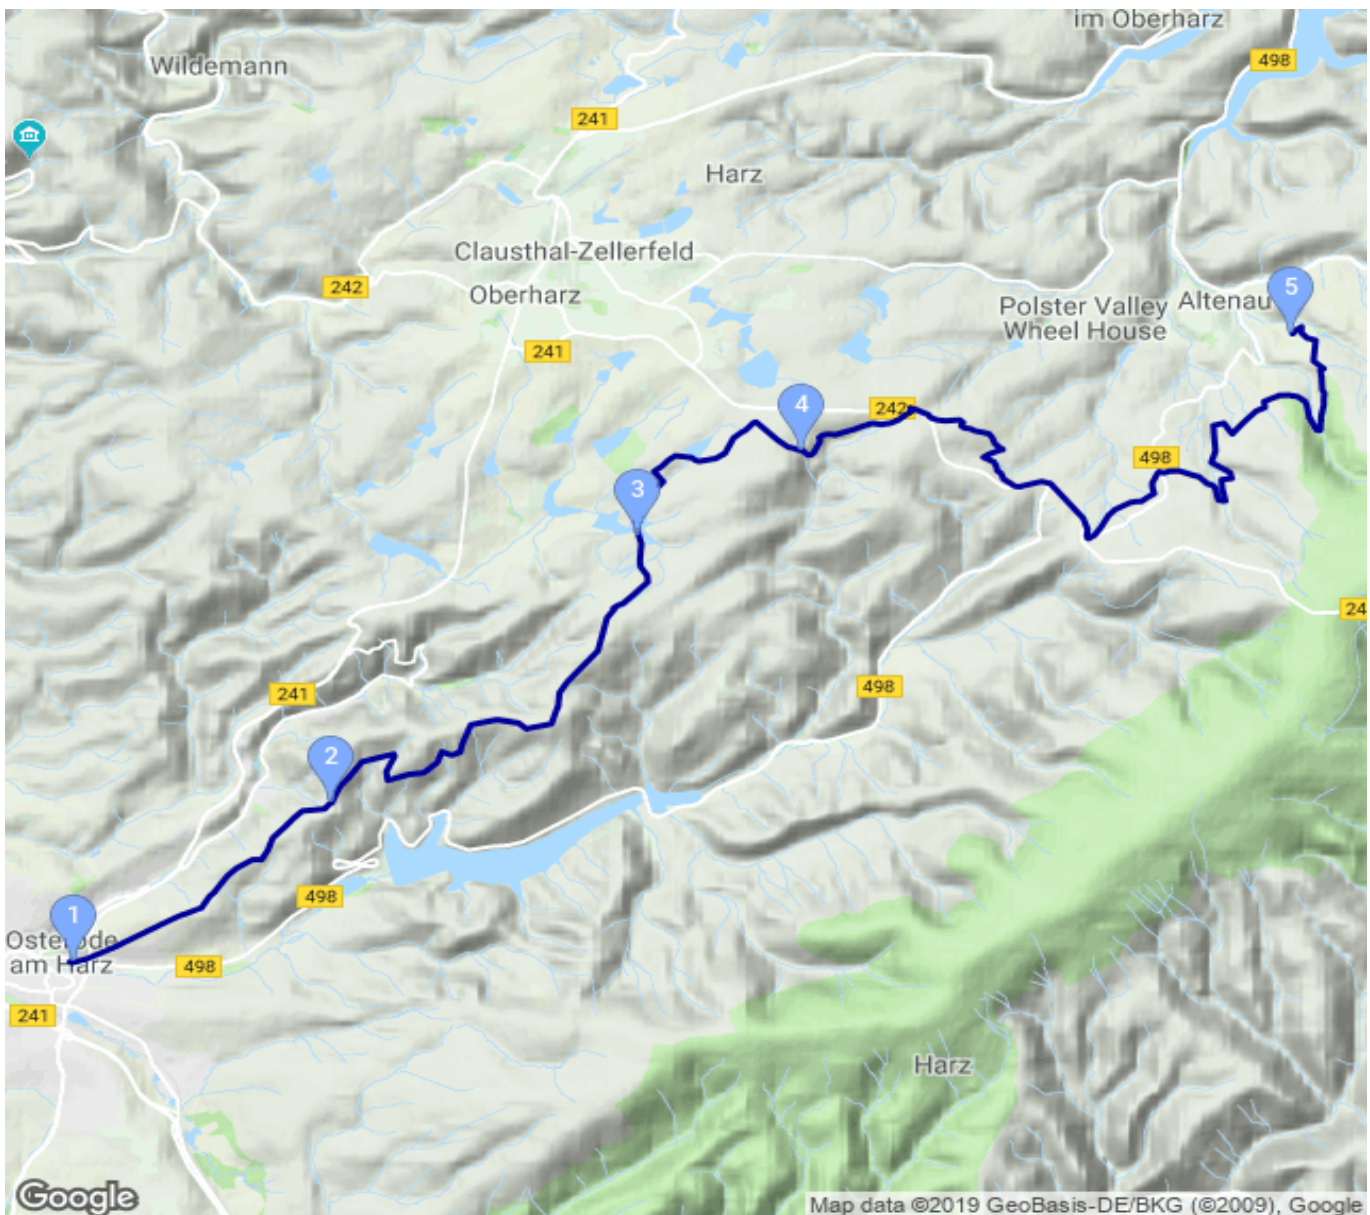 im Oberharz
Wildemann
498
241
Harz
Clausthal-Zellerfeld
242
Oberharz
Polster Valley
Wheel House
Altenau
5
241
4
242
498
3
498
241
2
24
498
1
Osterode
am Harz
498
241
Harz
Google
Map data ©2019 GeoBasis-DE/BKG (©2009), Google